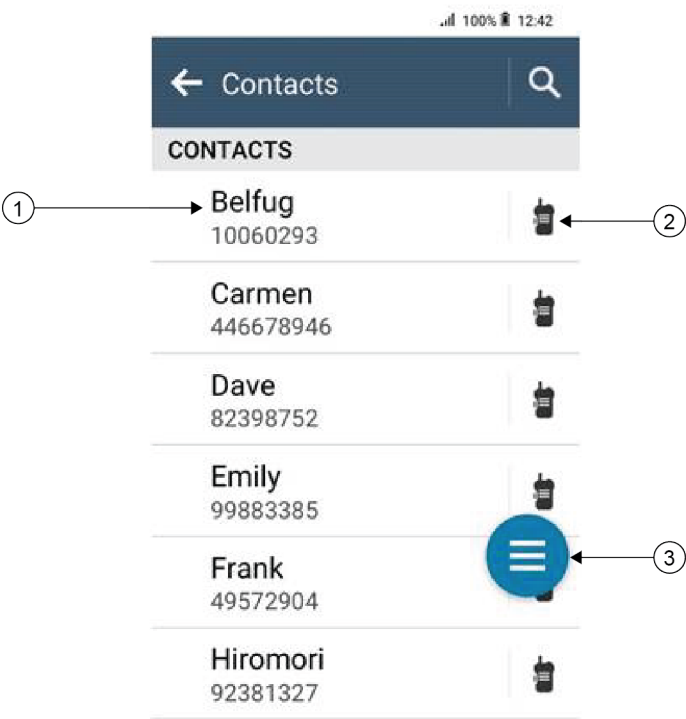 100% 12:42
Contacts
CONTACTS
1
Belfug
2
10060293
Carmen
446678946
Dave
82398752
Emily
99883385
3
Frank
49572904
Hiromori
92381327